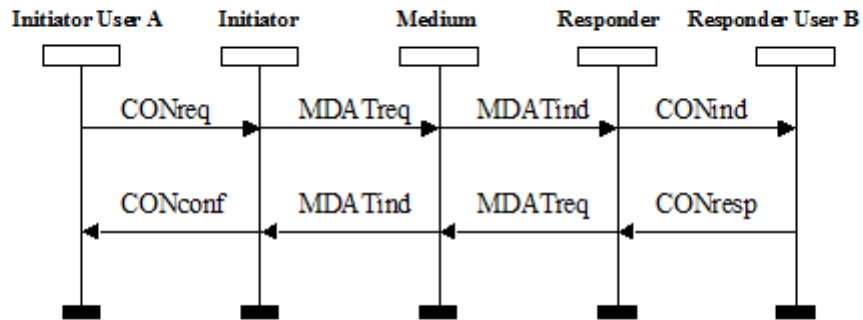 Initiator User A Initiator Medium Responder Responder User B
CONreq MDATreq MDATind CONind
CONconf MDATind MDATreq CONresp